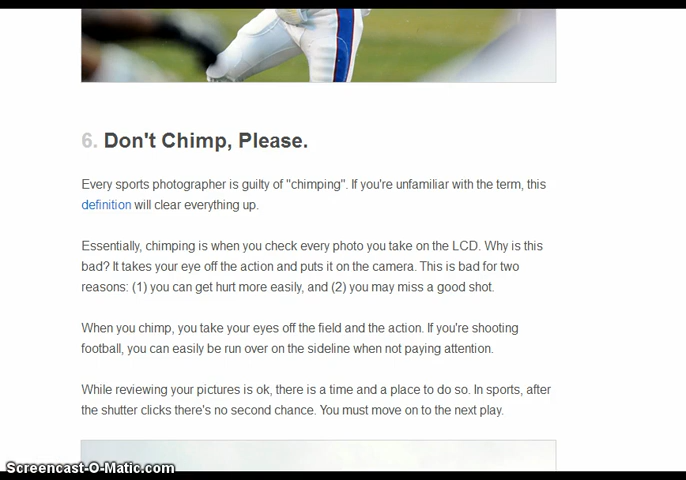 6. Don't Chimp, Please.
Every sports photographer is guilty of "chimping". If you're unfamiliar with the term, this
definition will clear everything up.
Essentially, chimping is when you check every photo you take on the LCD. Why is this
bad? It takes your eye off the action and puts it on the camera. This is bad for two
reasons: (1) you can get hurt more easily, and (2) you may miss a good shot.
When you chimp, you take your eyes off the field and the action. If you're shooting
football, you can easily be run over on the sideline when not paying attention.
While reviewing your pictures is ok, there is a time and a place to do so. In sports, after
the shutter clicks there's no second chance. You must move on to the next play.
Screencast-O-Matic.com